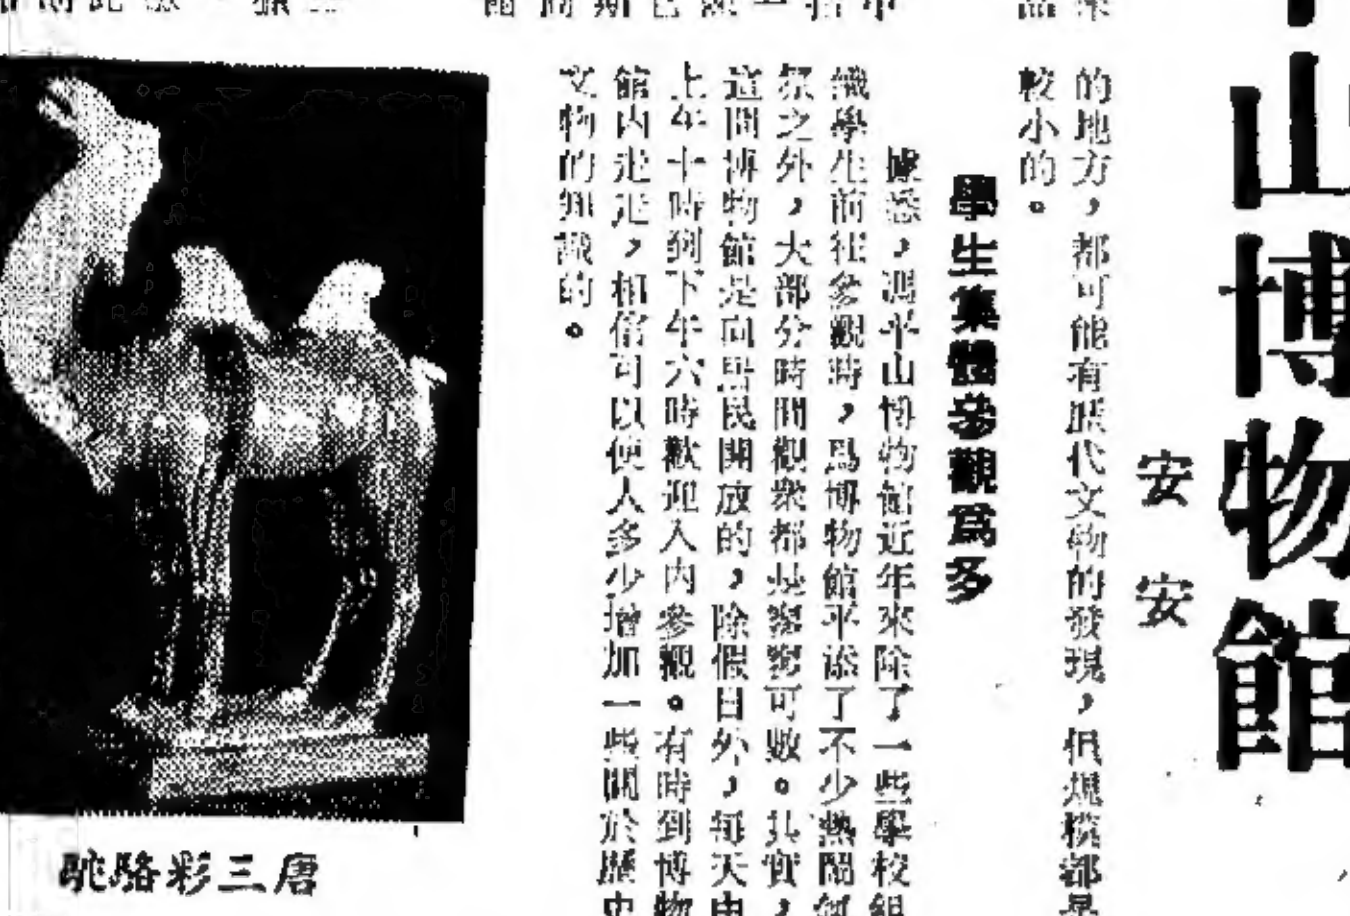 山博物館
安安
的地方，都可能有歷代文物的發現，但規模都是
較小的。
學生集體參觀爲多
據悉，馮平山博物館近年來除了一些學校組
織學生前往參觀時，爲博物館平添了不少熱鬧
祭之外，大部分時間觀衆都是寥寥可數。其實，
這間博物館是向居民開放的，除假日外，每天由
上午十時到下午六時歡迎入內參觀。有時到博物
館內走走，相信可以使人多少增加一些關於歷史
文物的知識的。
唐三彩駱駝